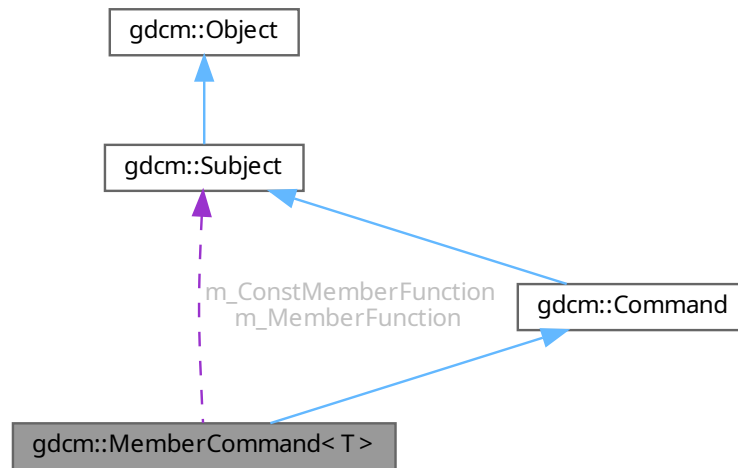 gdcm::Object
gdcm::Subject
m_ConstMemberFunction
m_MemberFunction
gdcm::Command
gdcm::MemberCommand< T >